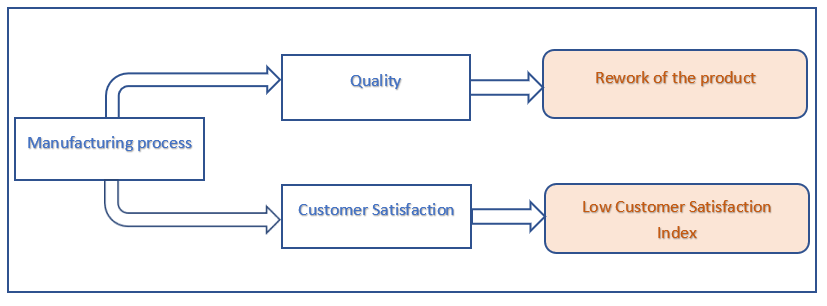 Quality
Rework of the product
Manufacturing process
Customer Satisfaction
Low Customer Satisfaction
Index